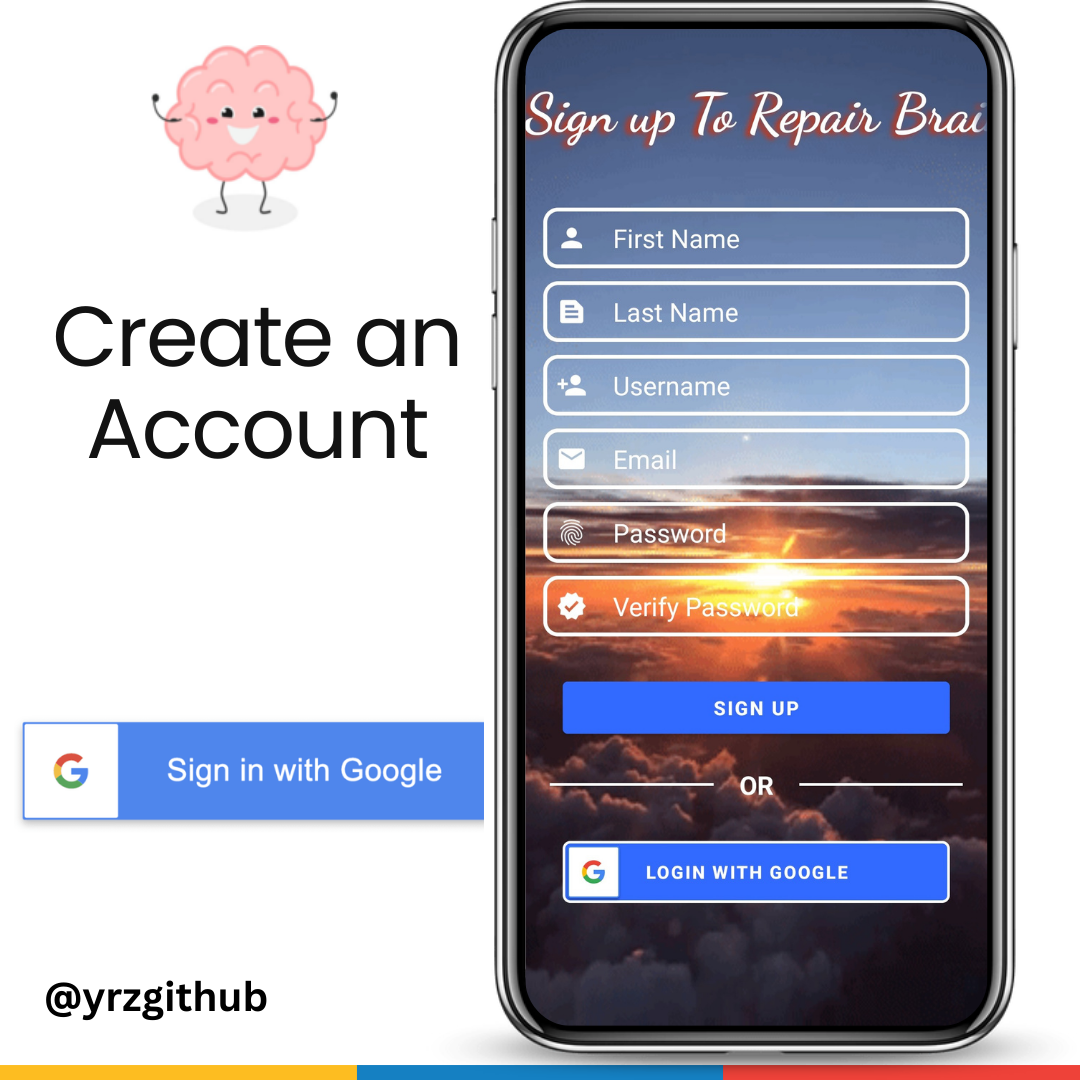 Create an
Account
Sign in with Google
@yrzgithub
Sign up To Repair Brai
First Name
Last Name
Username
Email
Password
Verify Password
SIGN UP
OR
LOGIN WITH GOOGLE